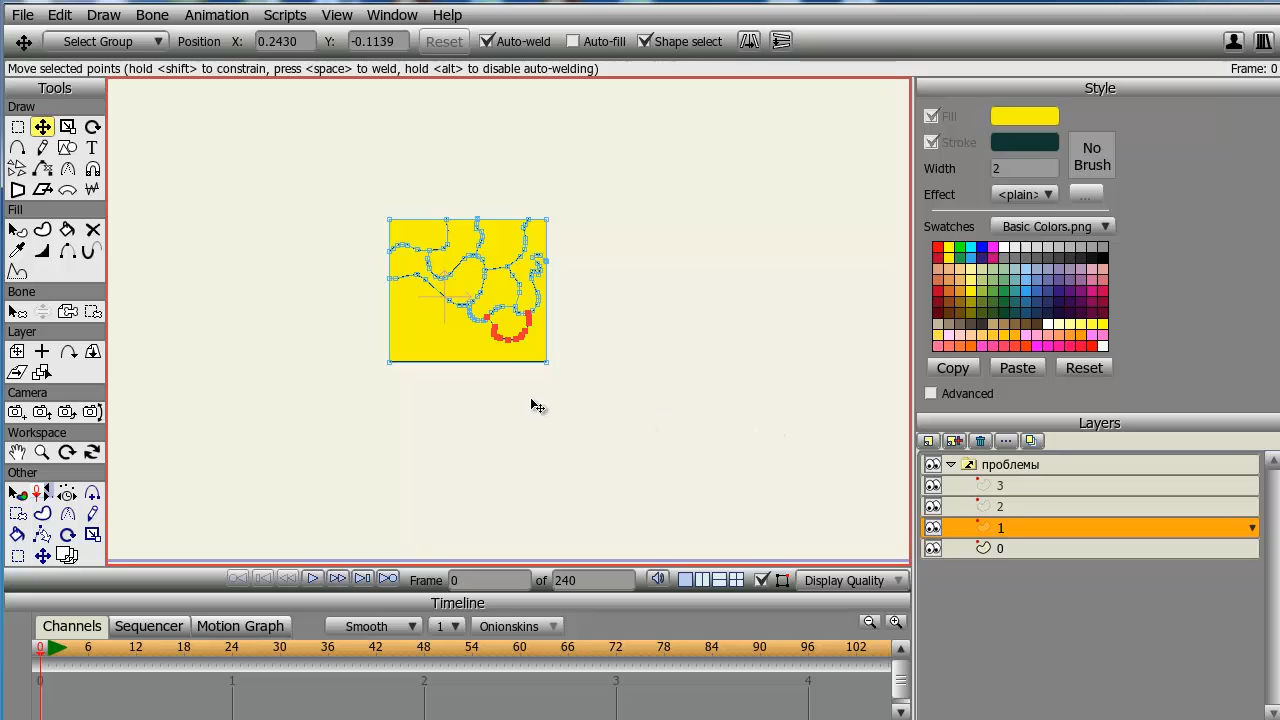 File Edit Draw Bone Animation Scripts View Window Help
Select Group Position X: 0.2430 Y: -0.1139 Reset Auto-weld Auto-fill Shape select
Move selected points (hold <shift> to constrain, press <space> to weld, hold <alt> to disable auto-welding) Frame: 0
Tools
Draw
T
Fill
Bone
Layer
Camera
Workspace
Other
Style
Fill
Stroke
No
Brush
Width 2
Effect <plain> ...
Swatches Basic Colors.png
Copy Paste Reset
Advanced
Layers
проблемы
3
2
1
0
Frame 0 of 240 Display Quality
Timeline
Channels Sequencer Motion Graph Smooth 1 Onionskins
0 6 12 18 24 30 36 42 48 54 60 66 72 78 84 90 96 102
0 1 2 3 4